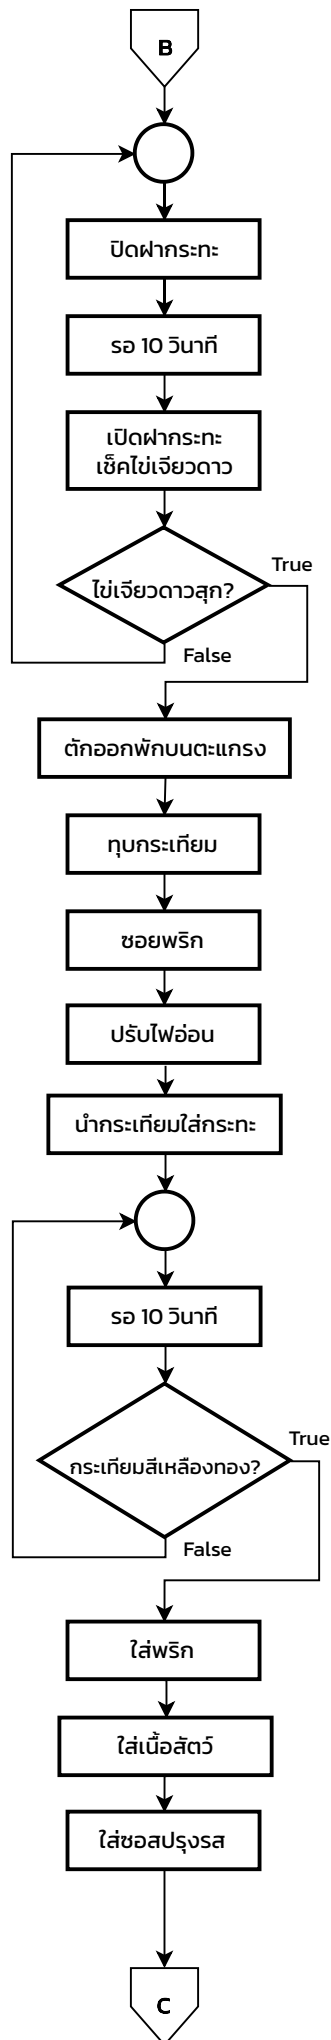 B
ปิดฝากระทะ
รอ 10 วินาที
เปิดฝากระทะ
เช็คไข่เจียวดาว
ไข่เจียวดาวสุก?
True
False
ตักออกพักบนตะแกรง
ทุบกระเทียม
ซอยพริก
ปรับไฟอ่อน
นำกระเทียมใส่กระทะ
รอ 10 วินาที
กระเทียมสีเหลืองทอง?
True
False
ใส่พริก
ใส่เนื้อสัตว์
ใส่ซอสปรุงรส
C